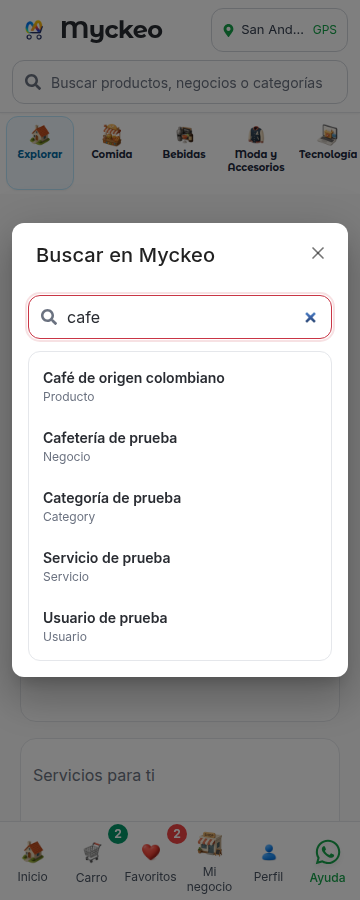 Myckeo
San And... GPS
Buscar productos, negocios o categorías
Explorar
Comida
Bebidas
Moda y
Accesorios
Tecnología
Buscar en Myckeo
cafe
Café de origen colombiano
Producto
Cafetería de prueba
Negocio
Categoría de prueba
Category
Servicio de prueba
Servicio
Usuario de prueba
Usuario
Servicios para ti
2
2
Inicio
Carro
Favoritos
Mi
negocio
Perfil
Ayuda